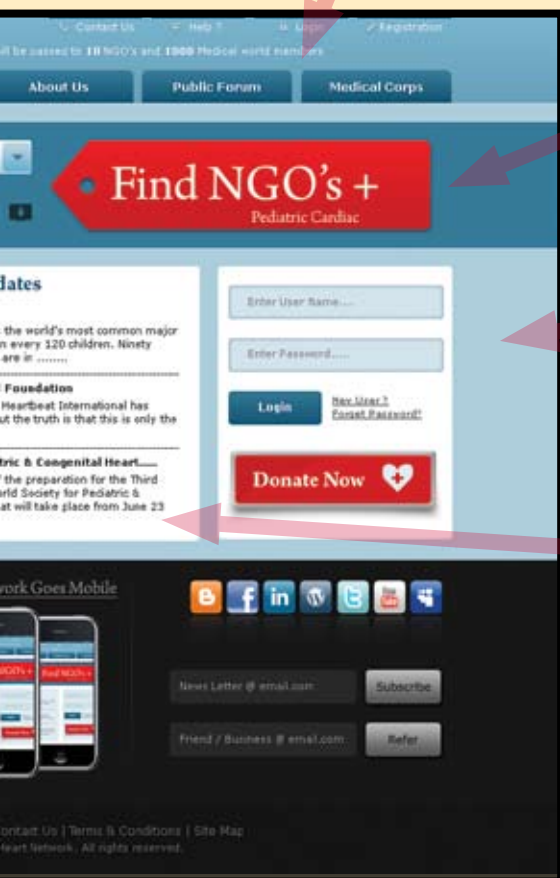 Contact Us Help ? Login Registration
ill be passed to 10 NGO's and 1000 Medical world members
About Us Public Forum Medical Corps
Find NGO's +
Pediatric Cardiac
dates
the world's most common major
n every 120 children. Ninety
are in ........
Foundation
Heartbeat International has
ut the truth is that this is only the
tric & Congenital Heart......
f the preparation for the Third
orld Society for Pediatric &
at will take place from June 23
Enter User Name....
Enter Password.....
Login
New User ?
Forget Password?
Donate Now
work Goes Mobile
in
You
News Letter @ email.com Subscribe
Friend / Business @ email.com Refer
Contact Us | Terms & Conditions | Site Map
Heart Network. All rights reserved.